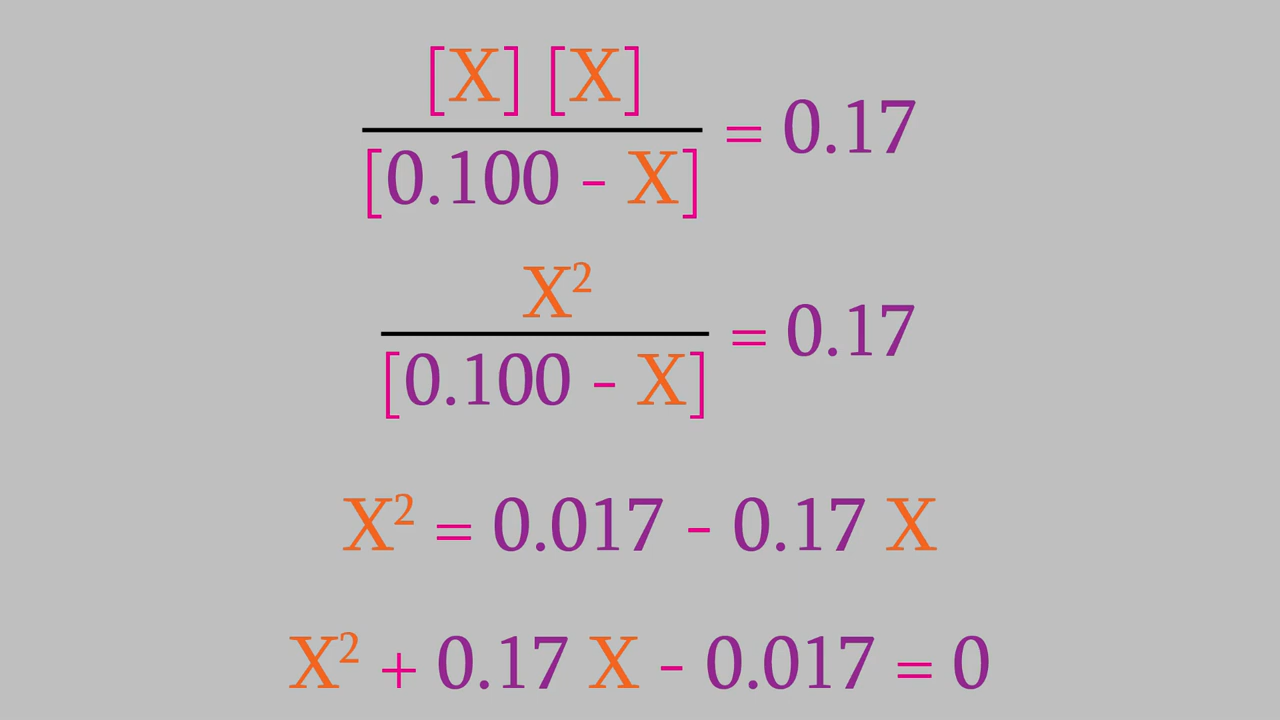 [X] [X]
[0.100 - X] = 0.17
X²
[0.100 - X] = 0.17
X² = 0.017 - 0.17 X
X² + 0.17 X - 0.017 = 0